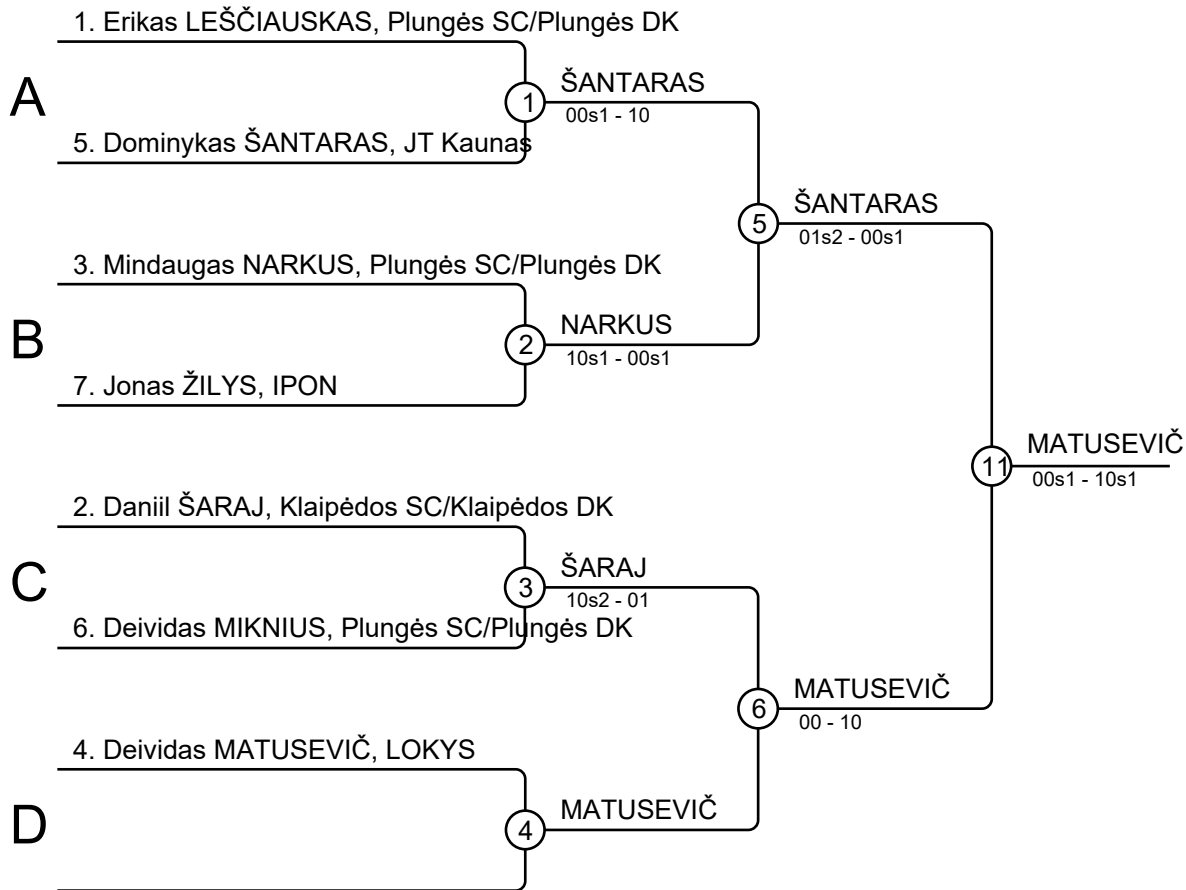 1. Erikas LEŠČIAUSKAS, Plungės SC/Plungės DK
A
1
ŠANTARAS
00s1 - 10
5. Dominykas ŠANTARAS, JT Kaunas
5
ŠANTARAS
01s2 - 00s1
3. Mindaugas NARKUS, Plungės SC/Plungės DK
B
2
NARKUS
10s1 - 00s1
7. Jonas ŽILYS, IPON
11
MATUSEVIČ
00s1 - 10s1
2. Daniil ŠARAJ, Klaipėdos SC/Klaipėdos DK
C
3
ŠARAJ
10s2 - 01
6. Deividas MIKNIUS, Plungės SC/Plungės DK
6
MATUSEVIČ
00 - 10
4. Deividas MATUSEVIČ, LOKYS
D
4
MATUSEVIČ